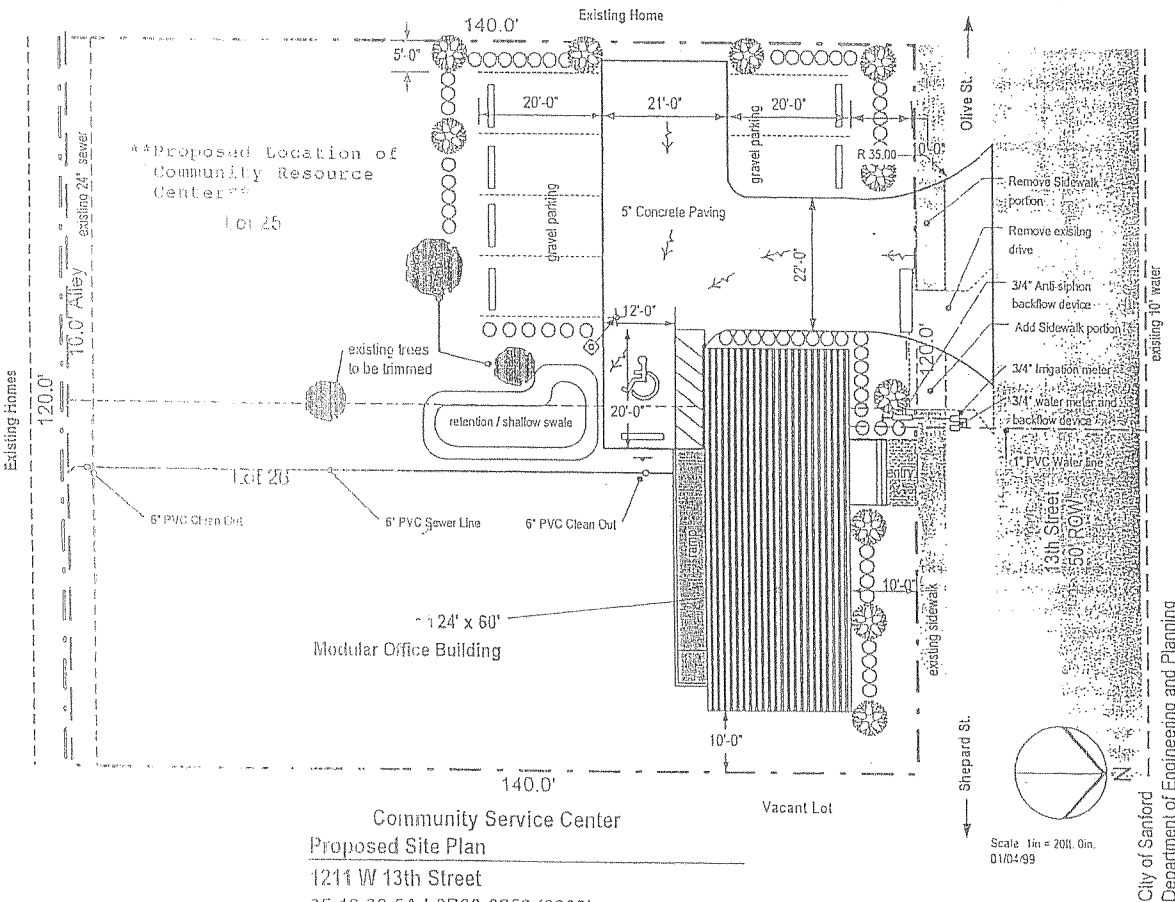 Existing Home
140.0'
5'-0"
20'-0"
21'-0"
20'-0"
Olive St.
gravel parking
R 35.00
**Proposed Location of
Community Resource
Center**
Lot 25
existing 24" sewer
10.0' Alley
Existing Homes
120.0'
gravel parking
5" Concrete Paving
22'-0"
12'-0"
20'-0"
Remove Sidewalk
portion
Remove existing
drive
3/4" Anti-siphon
backflow device
Add Sidewalk portion
3/4" Irrigation meter
3/4" water meter and
backflow device
1" PVC Water line
120.0'
existing 10" water
existing trees
to be trimmed
retention / shallow swale
Lot 26
6" PVC Clean Out
6" PVC Sewer Line
6" PVC Clean Out
entry
ramp
13th Street
50' ROW
10'-0"
existing sidewalk
24' x 60'
Modular Office Building
10'-0"
140.0'
Vacant Lot
Shepard St.
N
Scale 1in = 20ft. 0in.
01/04/99
City of Sanford
Department of Engineering and Planning
Community Service Center
Proposed Site Plan
1211 W 13th Street